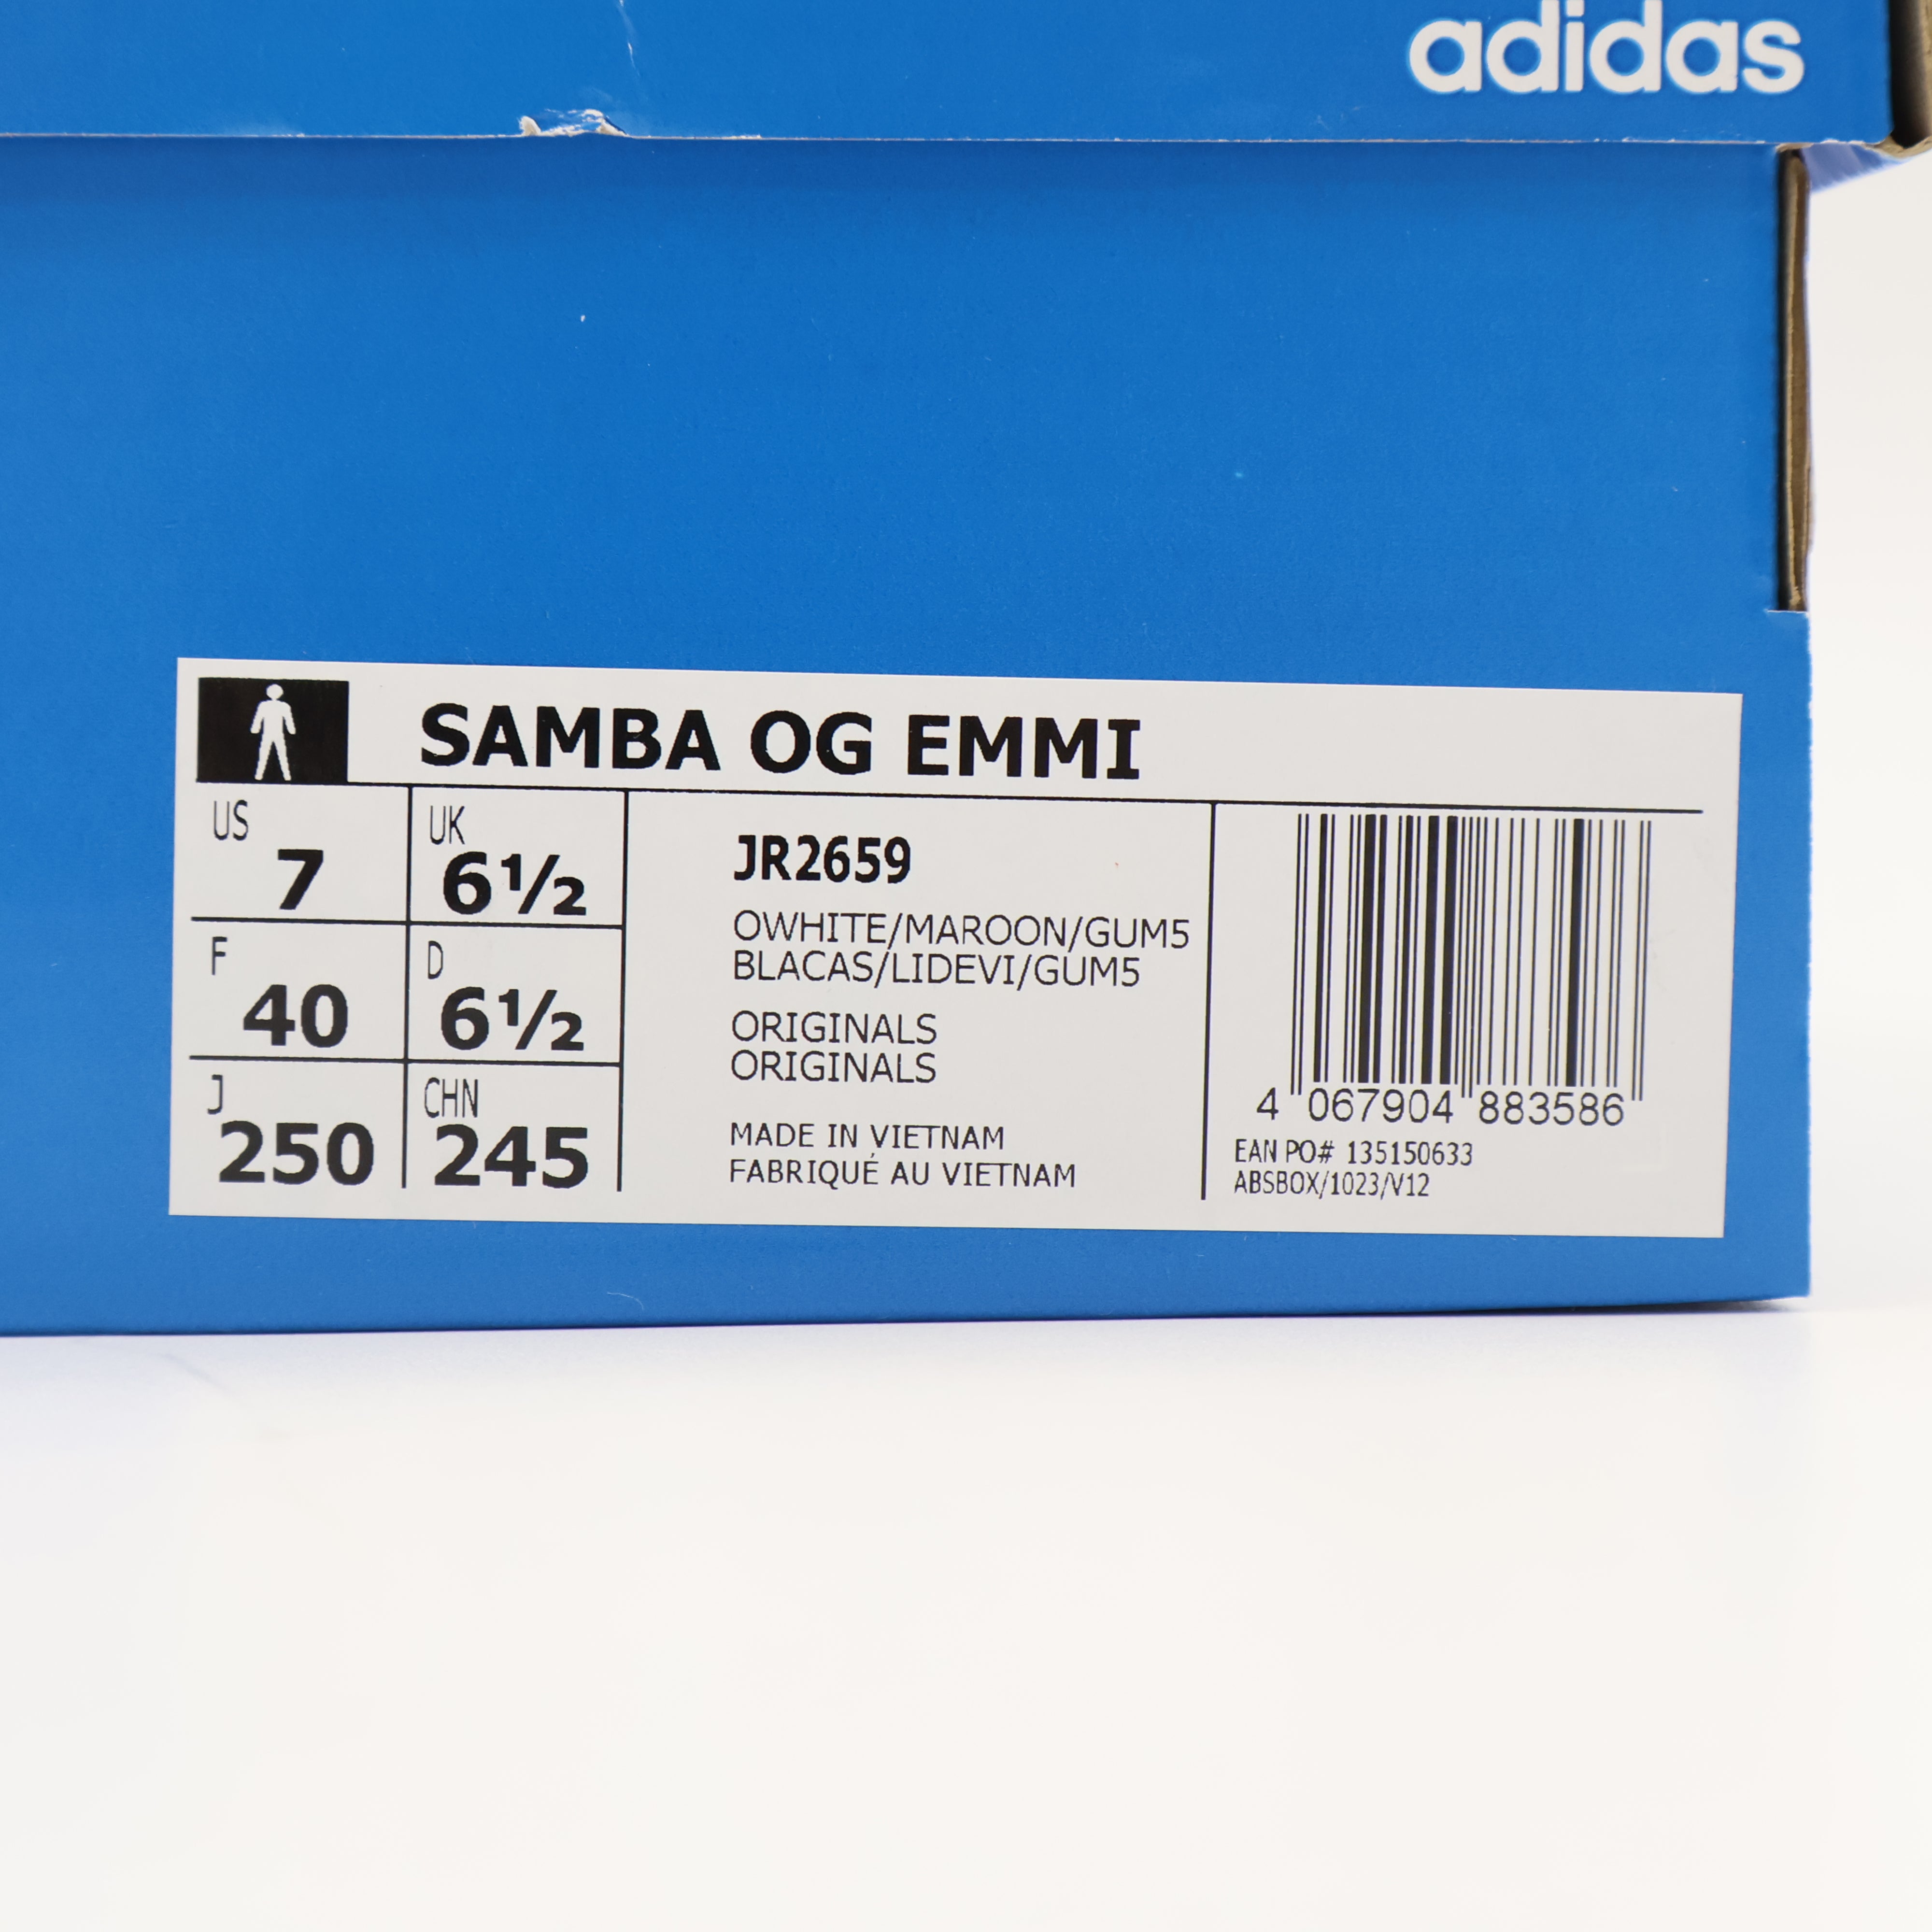 adidas
SAMBA OG EMMI
US
7
UK
6½
F
40
D
6½
J
250
CHN
245
JR2659
OWHITE/MAROON/GUM5
BLACAS/LIDEVI/GUM5
ORIGINALS
ORIGINALS
MADE IN VIETNAM
FABRIQUÉ AU VIETNAM
4 067904 883586
EAN PO# 135150633
ABSBOX/1023/V12